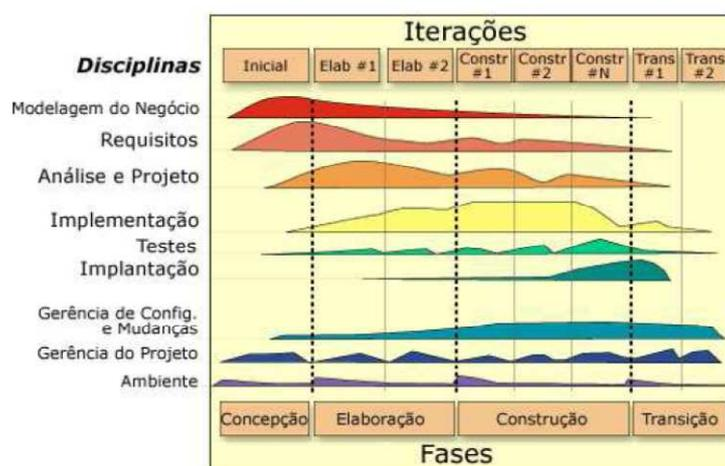 Iterações
Disciplinas
Inicial
Elab #1
Elab #2
Constr
#1
Constr
#2
Constr
#N
Trans
#1
Trans
#2
Modelagem do Negócio
Requisitos
Análise e Projeto
Implementação
Testes
Implantação
Gerência de Config.
e Mudanças
Gerência do Projeto
Ambiente
Concepção
Elaboração
Construção
Transição
Fases